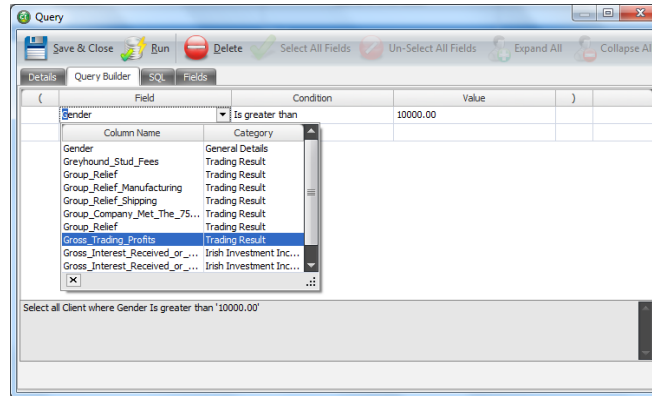 Query
Save & Close Run Delete Select All Fields Un-Select All Fields Expand All Collapse Al
Details Query Builder SQL Fields
( Field Condition Value )
Gender Is greater than 10000.00
Column Name Category
Gender General Details
Greyhound_Stud_Fees Trading Result
Group_Relief Trading Result
Group_Relief_Manufacturing Trading Result
Group_Relief_Shipping Trading Result
Group_Company_Met_The_75... Trading Result
Group_Relief Trading Result
Gross_Trading_Profits Trading Result
Gross_Interest_Received_or_... Irish Investment Inc...
Gross_Interest_Received_or_... Irish Investment Inc...
Select all Client where Gender Is greater than '10000.00'